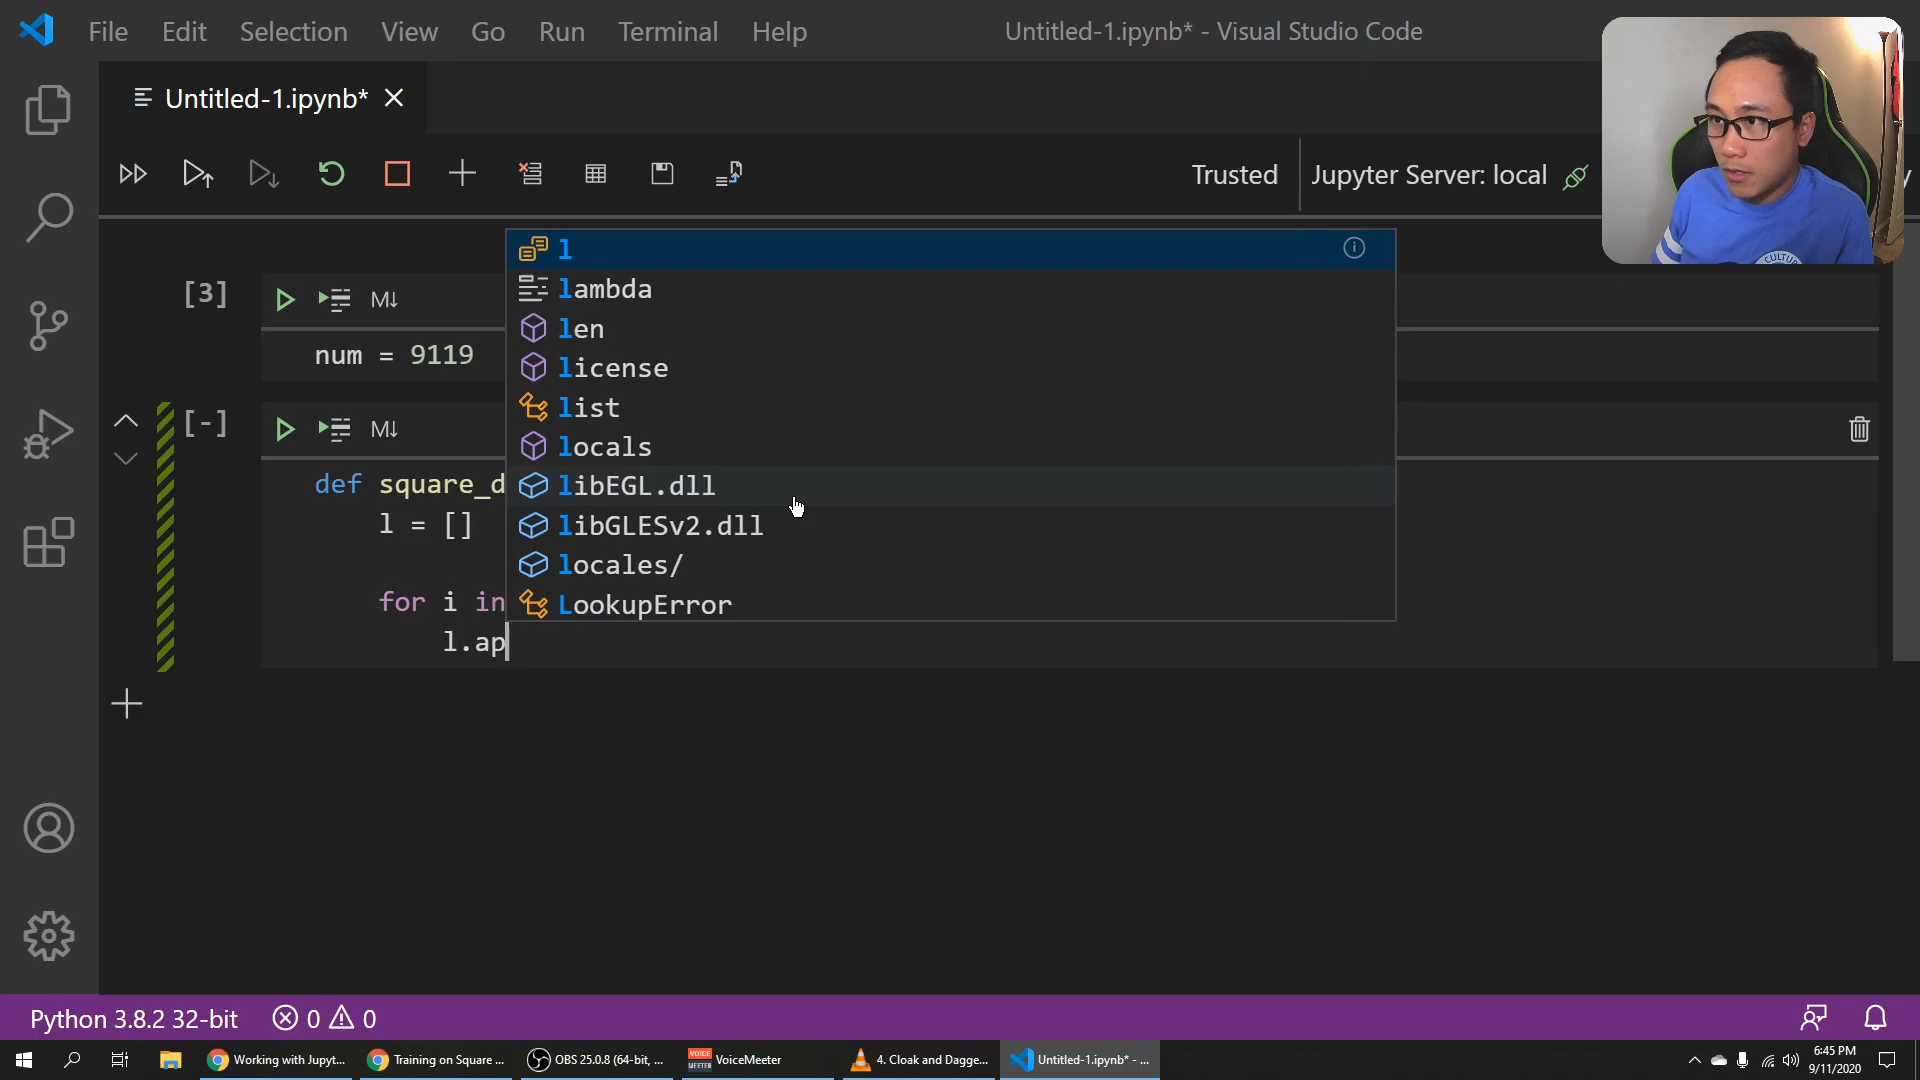 File Edit Selection View Go Run Terminal Help
Untitled-1.ipynb* - Visual Studio Code
Untitled-1.ipynb*
Trusted
Jupyter Server: local
[3]
M↓
num = 9119
[-]
M↓
def square_d
l = []
for i in
l.ap
l
lambda
len
license
list
locals
libEGL.dll
libGLESv2.dll
locales/
LookupError
Python 3.8.2 32-bit
0
0
Working with Jupyt...
Training on Square ...
OBS 25.0.8 (64-bit, ...
VOICE MEETER
VoiceMeeter
4. Cloak and Dagge...
Untitled-1.ipynb* - ...
6:45 PM
9/11/2020